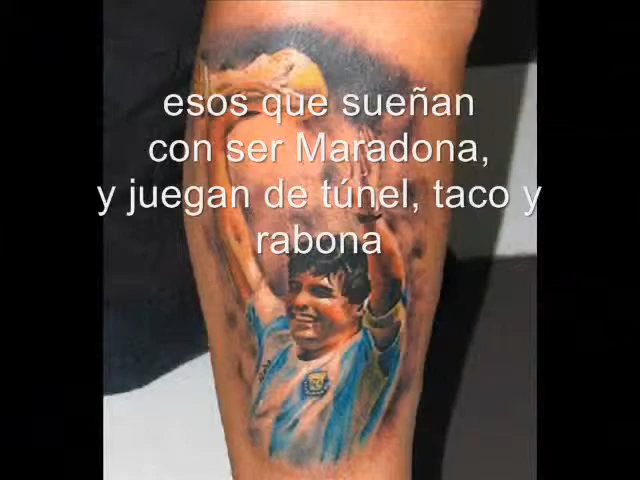 esos que sueñan
con ser Maradona,
y juegan de túnel, taco y
rabona